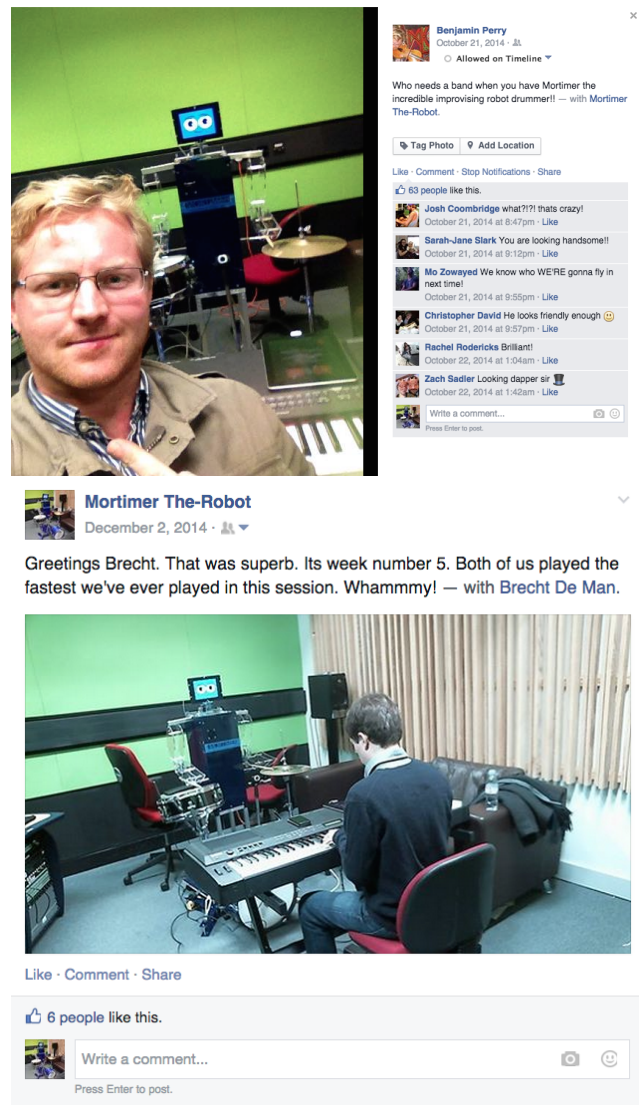 Benjamin Perry
October 21, 2014 ·
Allowed on Timeline
Who needs a band when you have Mortimer the
incredible improvising robot drummer!! — with Mortimer
The-Robot.
Tag Photo Add Location
Like · Comment · Stop Notifications · Share
63 people like this.
Josh Coombridge what?!?! thats crazy!
October 21, 2014 at 8:47pm · Like
Sarah-Jane Slark You are looking handsome!!
October 21, 2014 at 9:12pm · Like
Mo Zowayed We know who WE'RE gonna fly in
next time!
October 21, 2014 at 9:55pm · Like
Christopher David He looks friendly enough
October 21, 2014 at 9:57pm · Like
Rachel Rodericks Brilliant!
October 22, 2014 at 1:04am · Like
Zach Sadler Looking dapper sir
October 22, 2014 at 1:42am · Like
Write a comment...
Press Enter to post.
Mortimer The-Robot
December 2, 2014 ·
Greetings Brecht. That was superb. Its week number 5. Both of us played the
fastest we've ever played in this session. Whammmy! — with Brecht De Man.
Like · Comment · Share
6 people like this.
Write a comment...
Press Enter to post.